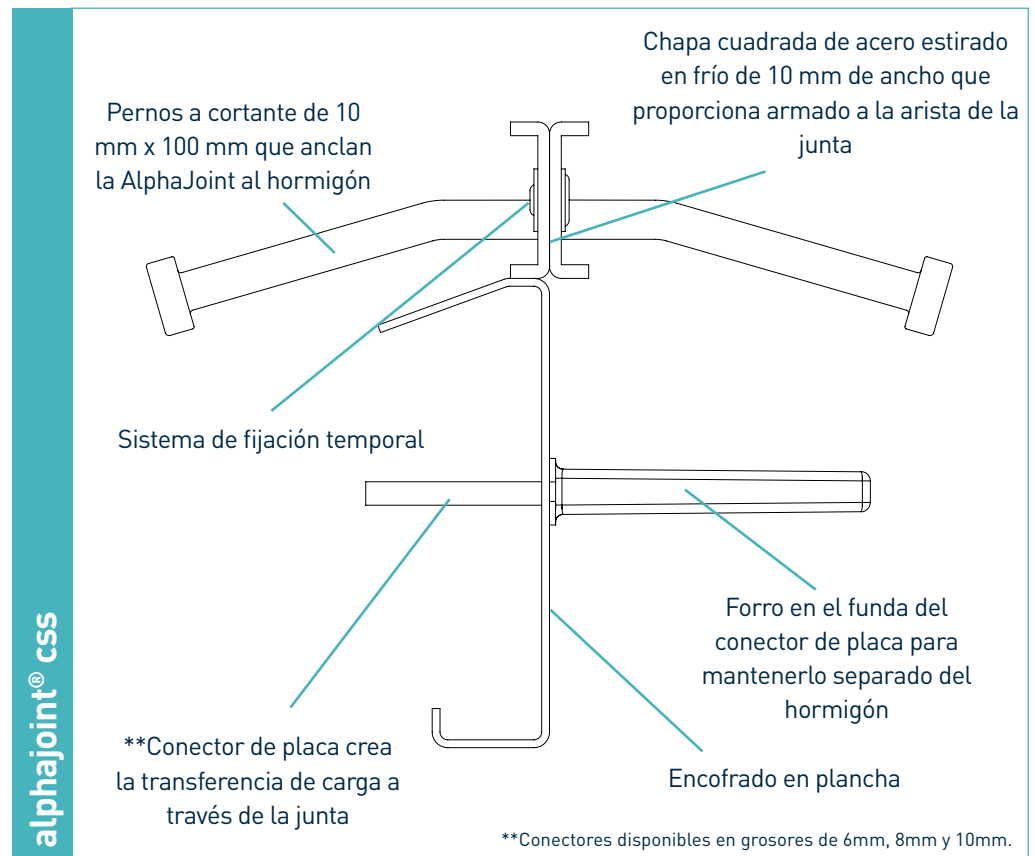 alphajoint® css
Chapa cuadrada de acero estirado
en frío de 10 mm de ancho que
proporciona armado a la arista de la
junta
Pernos a cortante de 10
mm x 100 mm que anclan
la AlphaJoint al hormigón
Sistema de fijación temporal
Forro en el funda del
conector de placa para
mantenerlo separado del
hormigón
**Conector de placa crea
la transferencia de carga a
través de la junta
Encofrado en plancha
**Conectores disponibles en grosores de 6mm, 8mm y 10mm.